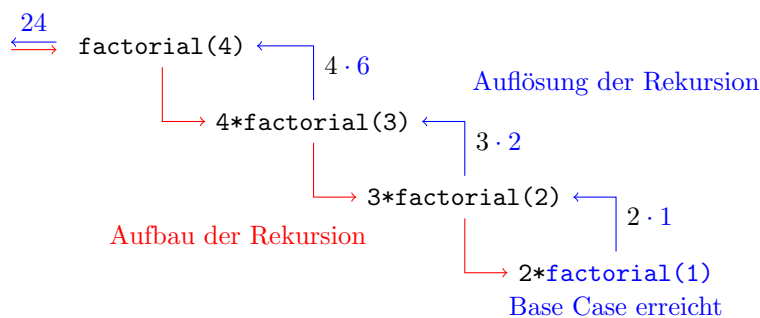 24
factorial(4)
4 · 6
Auflösung der Rekursion
4*factorial(3)
3 · 2
3*factorial(2)
2 · 1
Aufbau der Rekursion
2*factorial(1)
Base Case erreicht